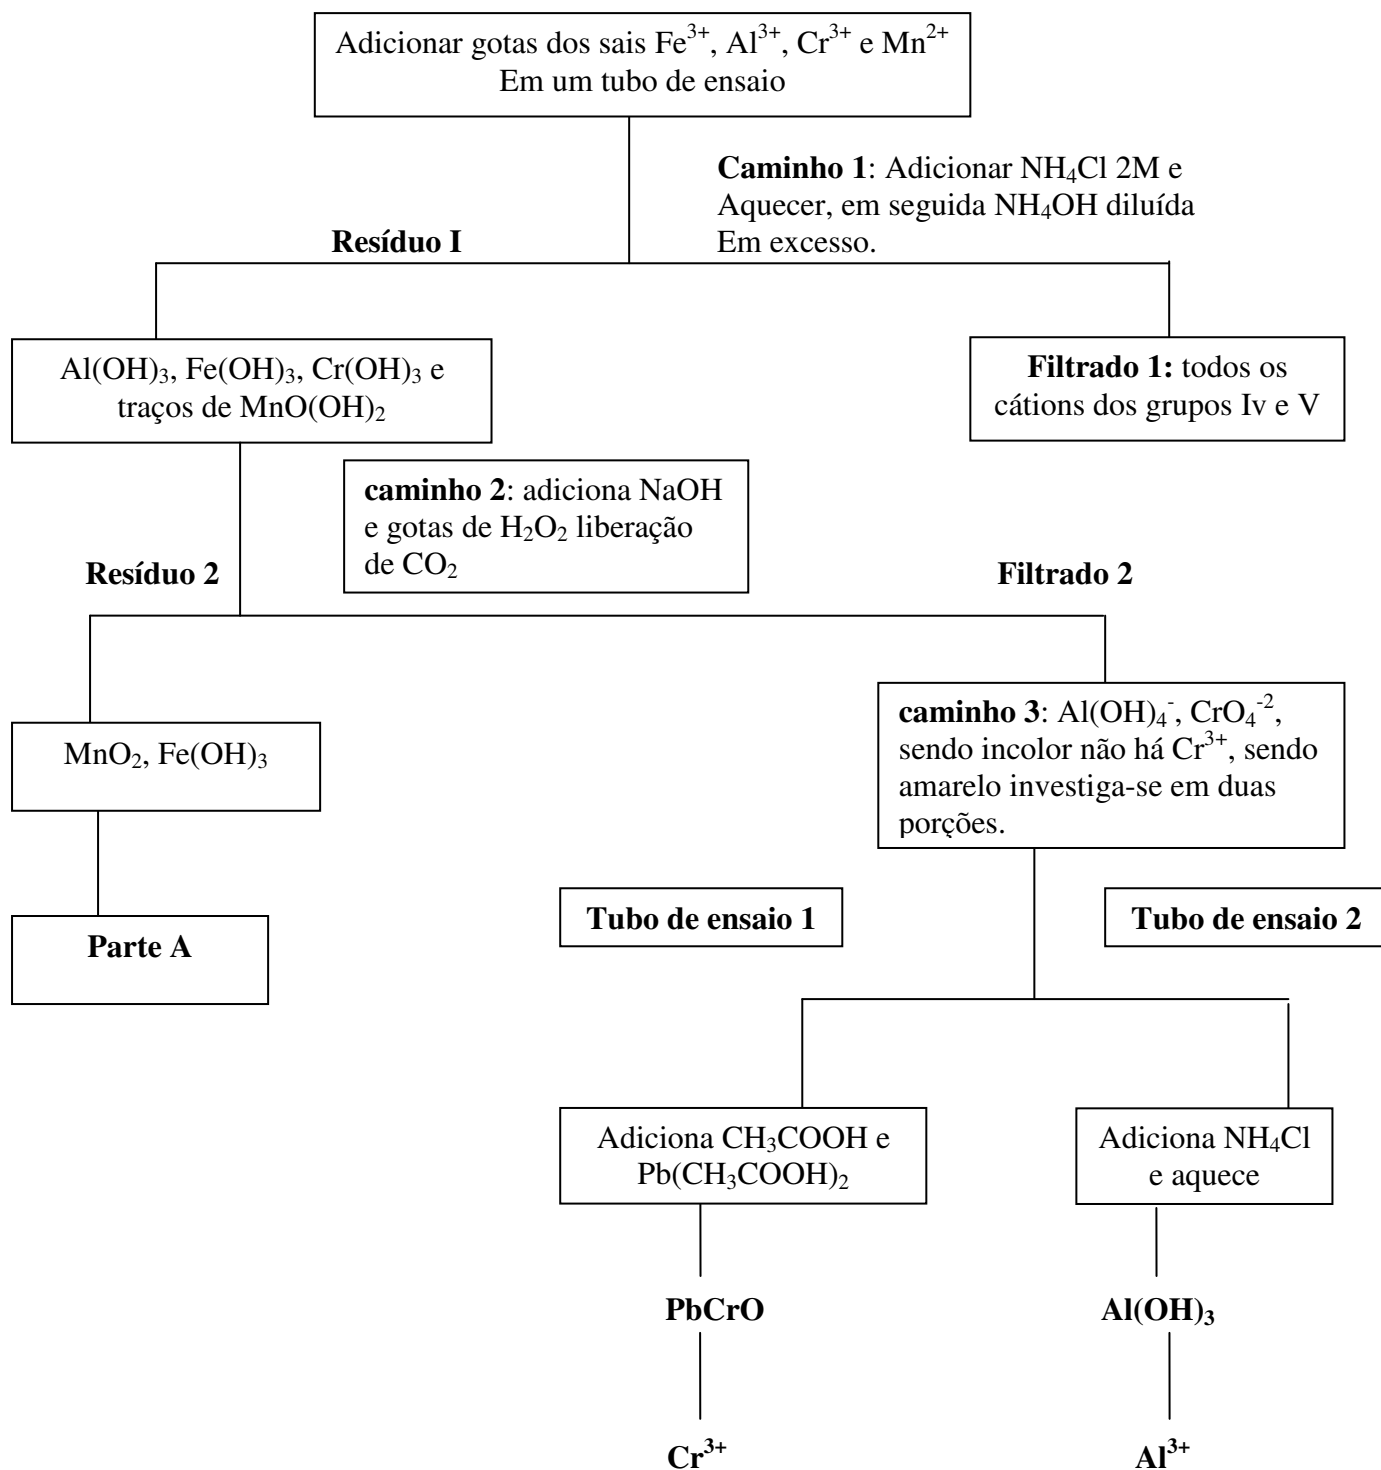 Adicionar gotas dos sais Fe³⁺, Al³⁺, Cr³⁺ e Mn²⁺
Em um tubo de ensaio
Caminho 1: Adicionar NH₄Cl 2M e
Aquecer, em seguida NH₄OH diluída
Em excesso.
Resíduo I
Al(OH)₃, Fe(OH)₃, Cr(OH)₃ e
traços de MnO(OH)₂
Filtrado 1: todos os
cátions dos grupos Iv e V
caminho 2: adiciona NaOH
e gotas de H₂O₂ liberação
de CO₂
Resíduo 2
Filtrado 2
MnO₂, Fe(OH)₃
caminho 3: Al(OH)₄⁻, CrO₄⁻²,
sendo incolor não há Cr³⁺, sendo
amarelo investiga-se em duas
porções.
Parte A
Tubo de ensaio 1
Tubo de ensaio 2
Adiciona CH₃COOH e
Pb(CH₃COOH)₂
Adiciona NH₄Cl
e aquece
PbCrO
Al(OH)₃
Cr³⁺
Al³⁺